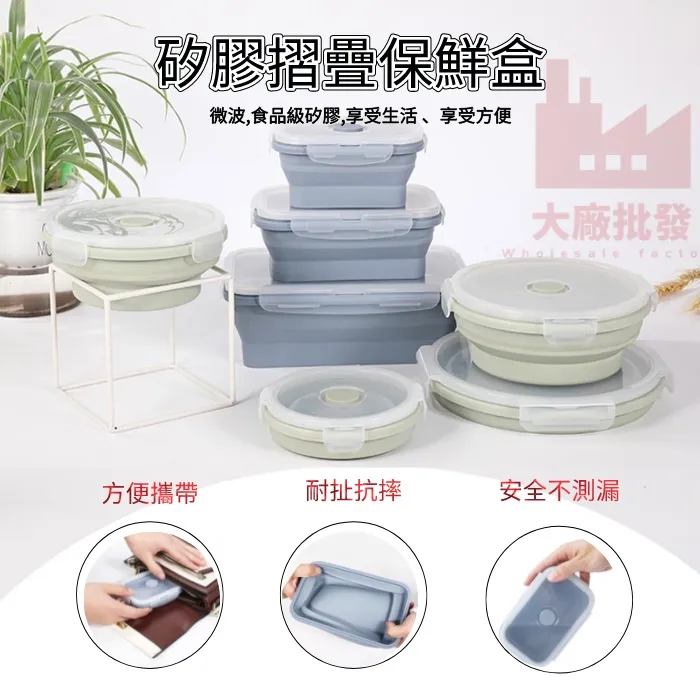 矽膠摺疊保鮮盒
微波,食品級矽膠,享受生活、享受方便
大廠批發
Wholesale facto
方便攜帶
耐扯抗摔
安全不測漏